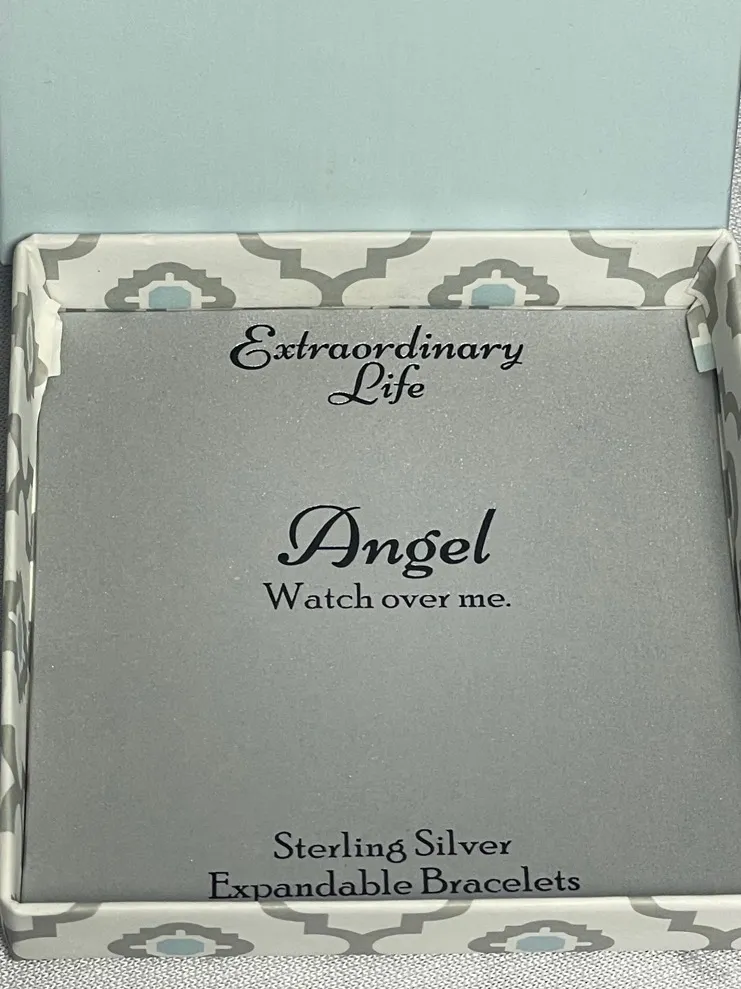 Extraordinary
Life
Angel
Watch over me.
Sterling Silver
Expandable Bracelets